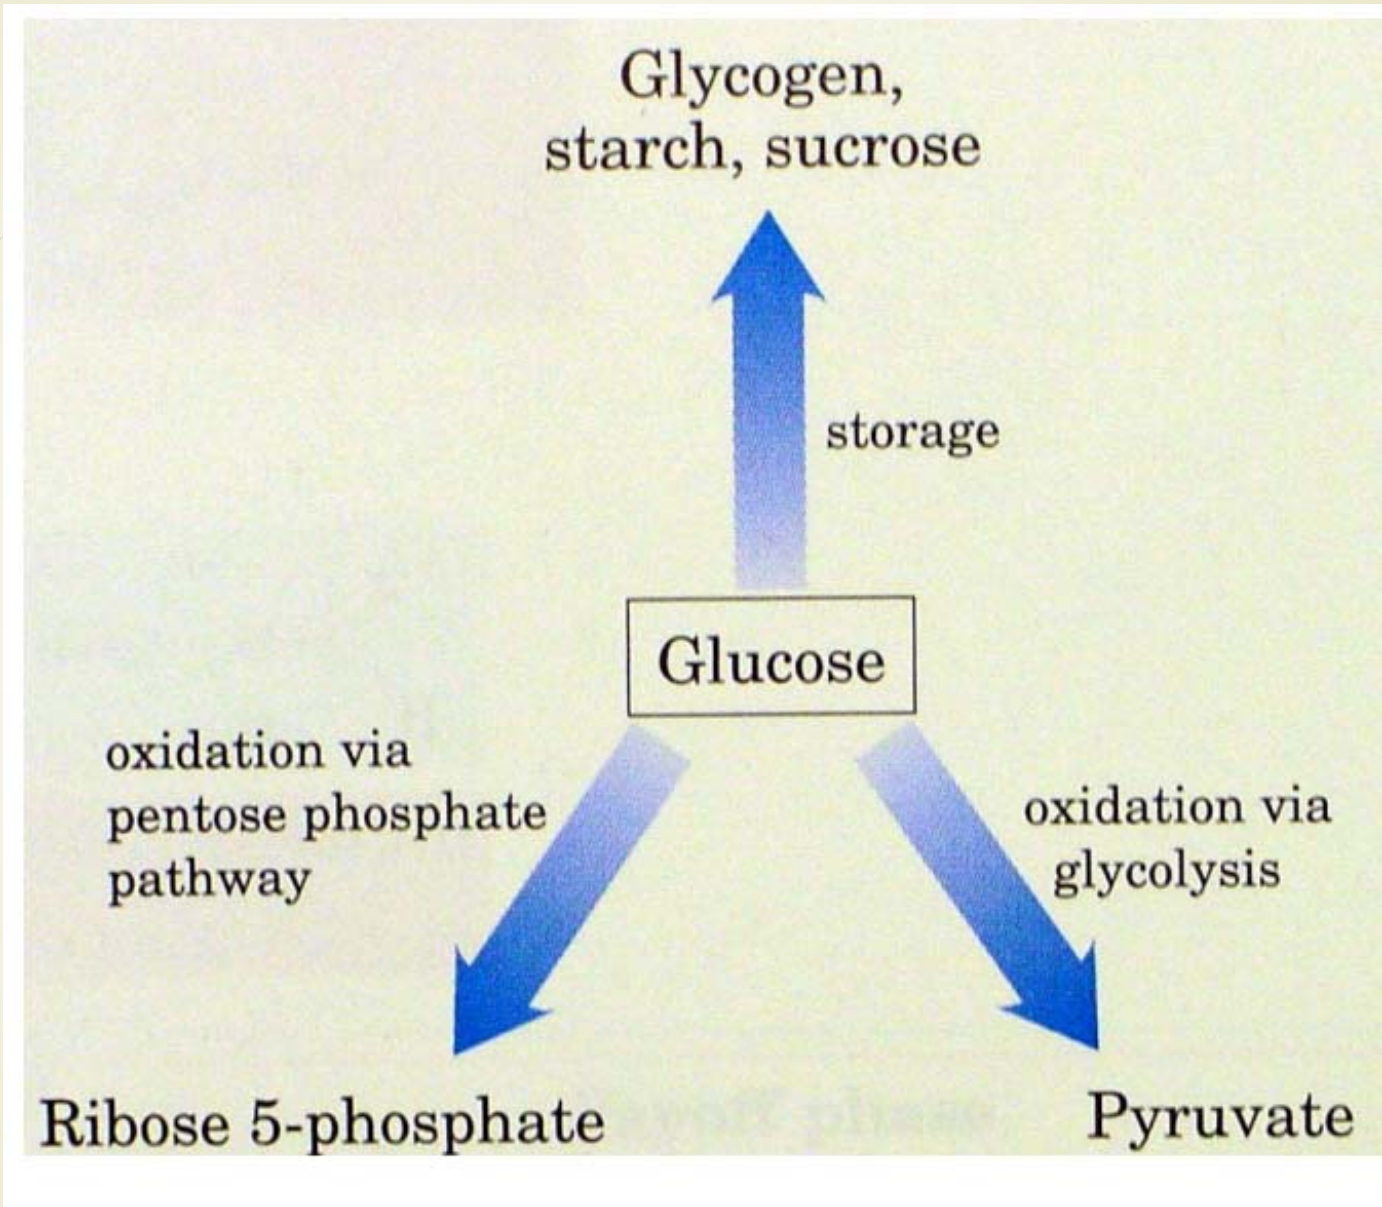 Glycogen,
starch, sucrose
storage
Glucose
oxidation via
pentose phosphate
pathway
oxidation via
glycolysis
Ribose 5-phosphate
Pyruvate